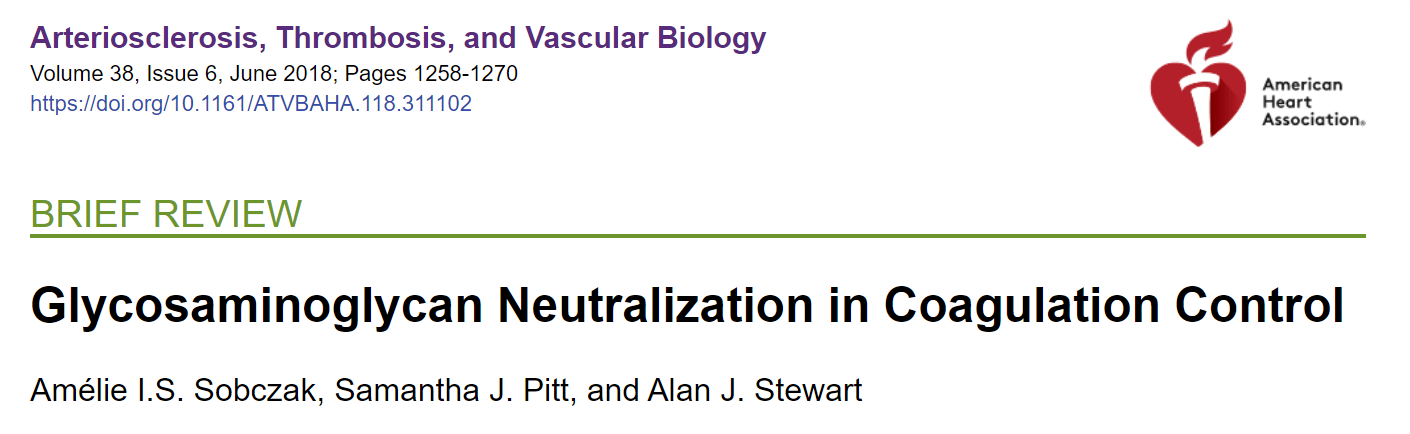 Arteriosclerosis, Thrombosis, and Vascular Biology
Volume 38, Issue 6, June 2018; Pages 1258-1270
https://doi.org/10.1161/ATVBAHA.118.311102
American
Heart
Association®
BRIEF REVIEW
Glycosaminoglycan Neutralization in Coagulation Control
Amélie I.S. Sobczak, Samantha J. Pitt, and Alan J. Stewart